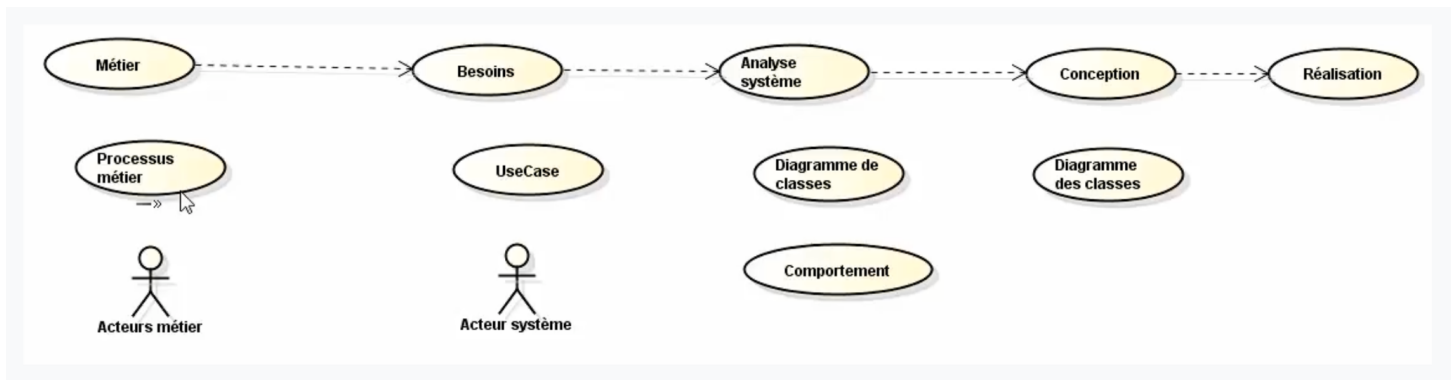 Métier
Besoins
Analyse
système
Conception
Réalisation
Processus
métier
UseCase
Diagramme de
classes
Diagramme
des classes
Comportement
Acteurs métier
Acteur système